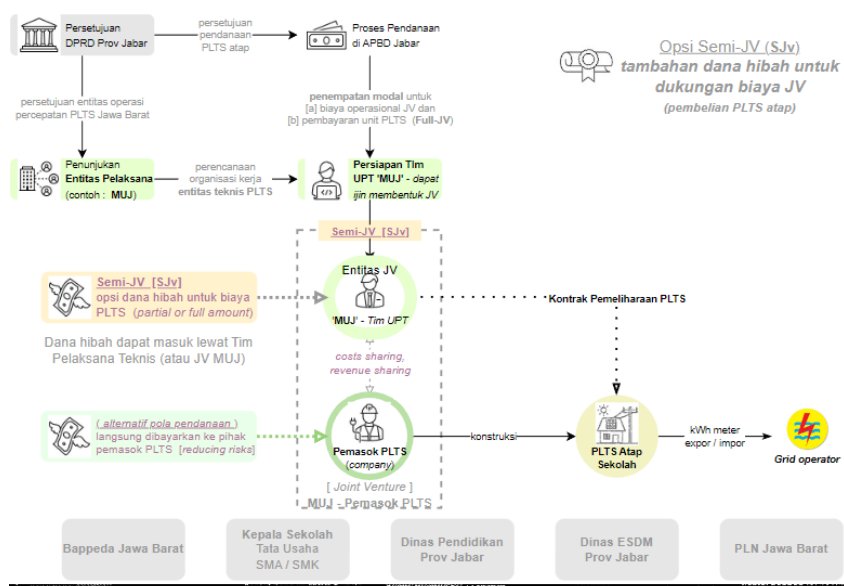 Persetujuan
DPRD Prov Jabar
persetujuan
pendanaan
PLTS atap
Proses Pendanaan
di APBD Jabar
Opsi Semi-JV (SJv)
tambahan dana hibah untuk
dukungan biaya JV
(pembelian PLTS atap)
persetujuan entitas operasi
percepatan PLTS Jawa Barat
penempatan modal untuk
[a] biaya operasional JV dan
[b] pembayaran unit PLTS (Full-JV)
Penunjukan
Entitas Pelaksana
(contoh : MUJ)
perencanaan
organisasi kerja
entitas teknis PLTS
Persiapan TIm
UPT 'MUJ' - dapat
ijin membentuk JV
Semi-JV [SJv]
Semi-JV [SJv]
opsi dana hibah untuk biaya
PLTS (partial or full amount)
Entitas JV
'MUJ' - Tim UPT
Kontrak Pemeliharaan PLTS
Dana hibah dapat masuk lewat Tim
Pelaksana Teknis (atau JV MUJ)
costs sharing,
revenue sharing
( alternatif pola pendanaan )
langsung dibayarkan ke pihak
pemasok PLTS [reducing risks]
Pemasok PLTS
(company)
konstruksi
PLTS Atap
Sekolah
kWh meter
expor / impor
Grid operator
[ Joint Venture ]
MUJ - Pemasok PLTS
Bappeda Jawa Barat
Kepala Sekolah
Tata Usaha
SMA / SMK
Dinas Pendidikan
Prov Jabar
Dinas ESDM
Prov Jabar
PLN Jawa Barat